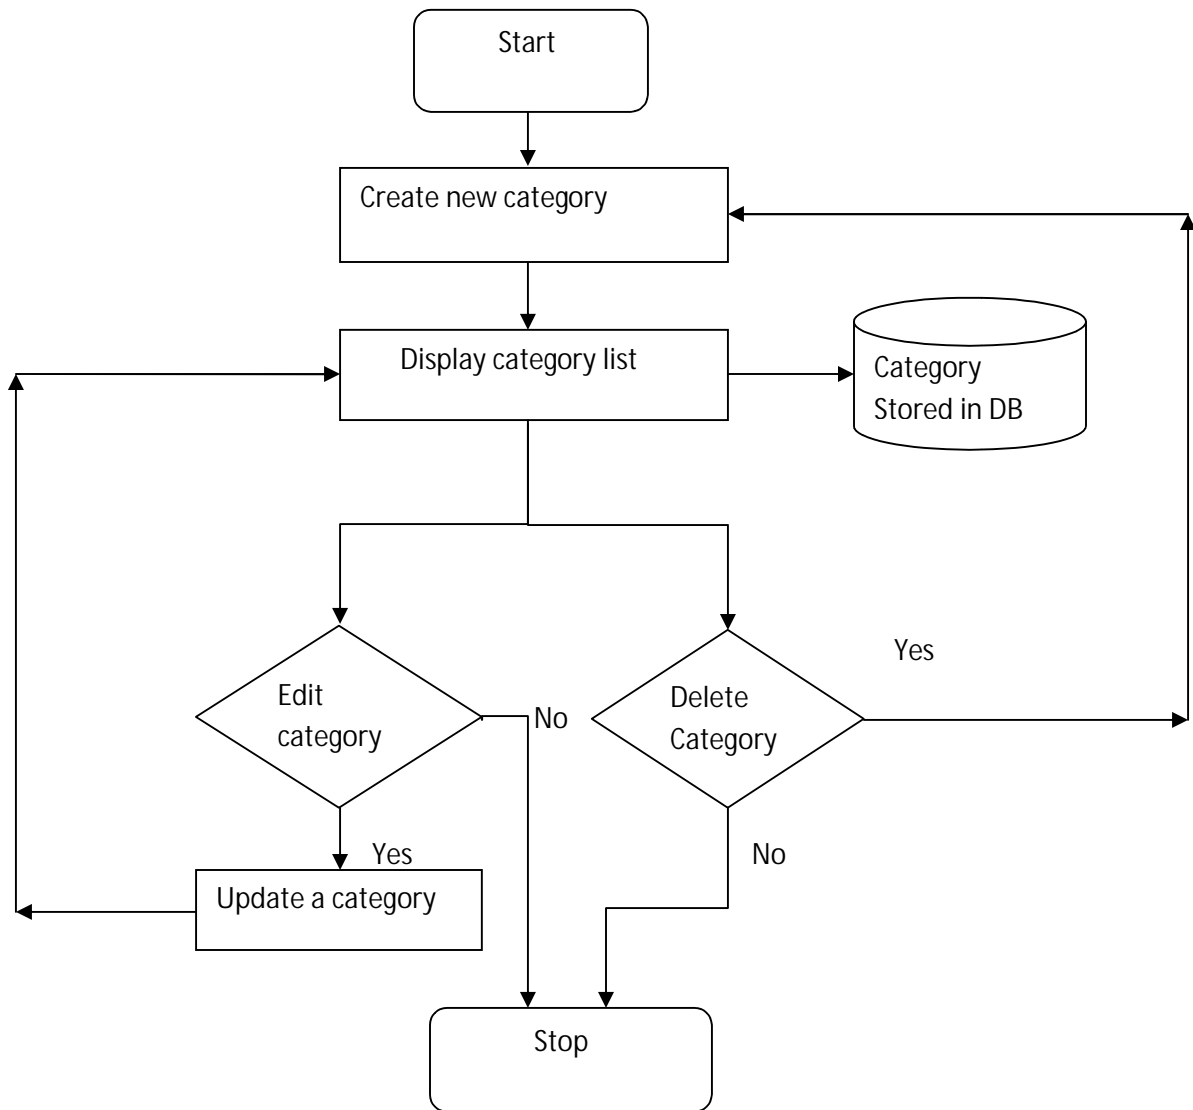 Start
Create new category
Display category list
Category
Stored in DB
Yes
Edit
category
No
Delete
Category
Yes
No
Update a category
Stop